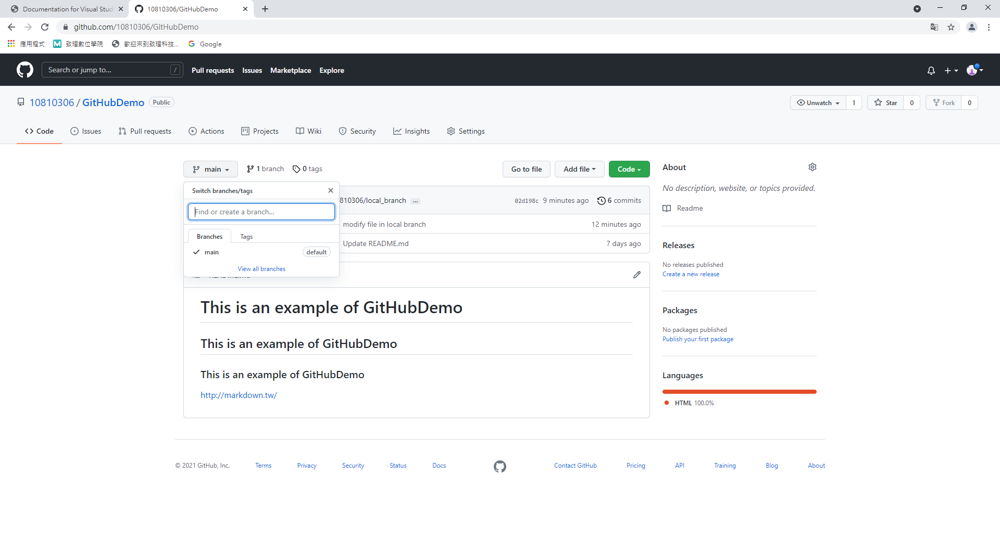 Documentation for Visual Stud
10810306/GitHubDemo
github.com/10810306/GitHubDemo
應用程式
致理數位學院
歡迎來到致理科技...
Google
Search or jump to...
/
Pull requests
Issues
Marketplace
Explore
10810306 / GitHubDemo
Public
Unwatch
1
Star
0
Fork
0
Code
Issues
Pull requests
Actions
Projects
Wiki
Security
Insights
Settings
main
1 branch
0 tags
Go to file
Add file
Code
Switch branches/tags
Find or create a branch...
Branches
Tags
main
default
View all branches
810306/local_branch
...
02d198c 9 minutes ago
6 commits
modify file in local branch
12 minutes ago
Update README.md
7 days ago
This is an example of GitHubDemo
This is an example of GitHubDemo
This is an example of GitHubDemo
http://markdown.tw/
About
No description, website, or topics provided.
Readme
Releases
No releases published
Create a new release
Packages
No packages published
Publish your first package
Languages
HTML 100.0%
© 2021 GitHub, Inc.
Terms
Privacy
Security
Status
Docs
Contact GitHub
Pricing
API
Training
Blog
About